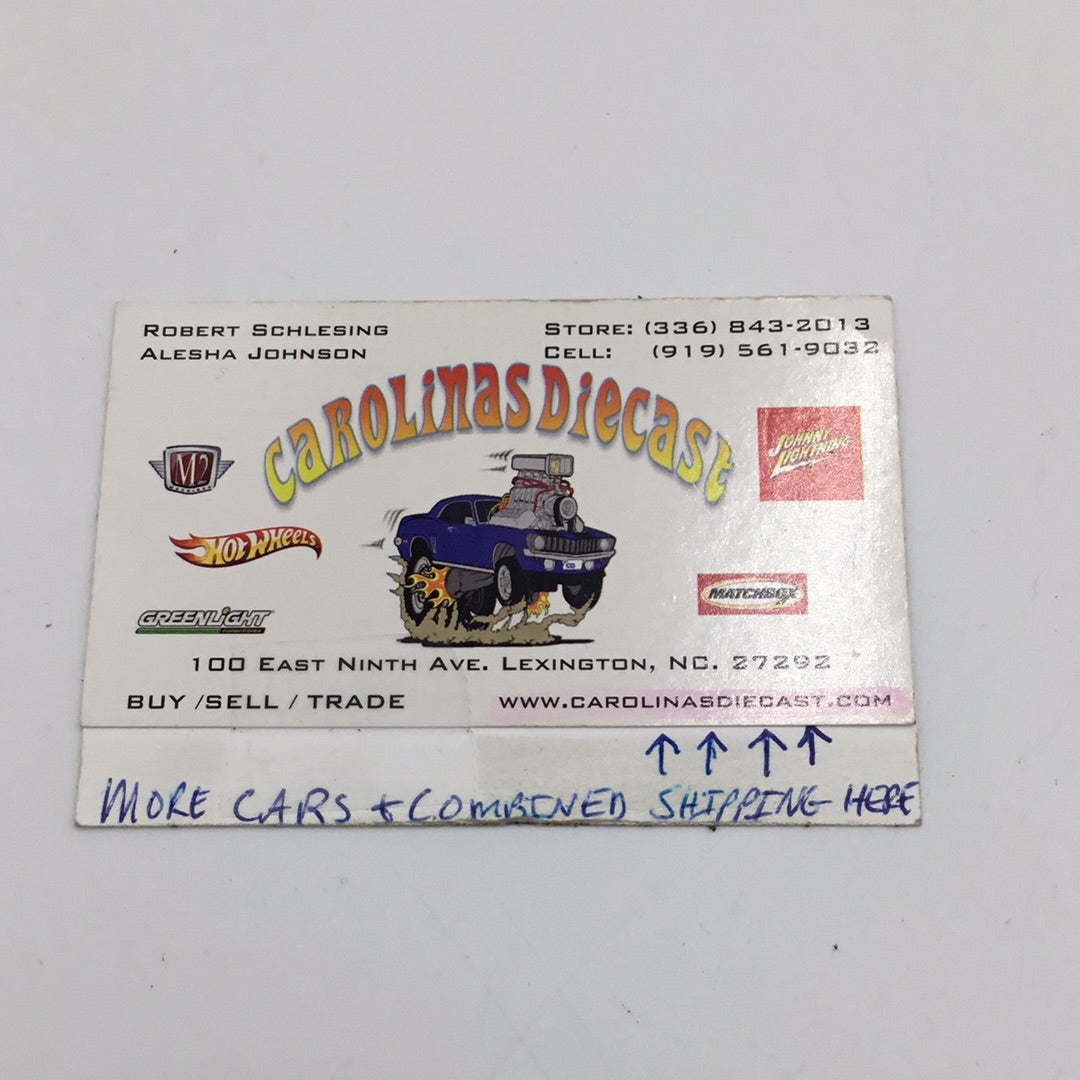 ROBERT SCHLESING
ALESHA JOHNSON
STORE: (336) 843-2013
CELL: (919) 561-9032
CAROLINAS DIECAST
M2
JOHNNY
LIGHTNING
HOT WHEELS
MATCHBOX
GREENLIGHT
100 EAST NINTH AVE. LEXINGTON, NC. 27292
BUY /SELL / TRADE
WWW.CAROLINASDIECAST.COM
MORE CARS & COMBINED SHIPPING HERE